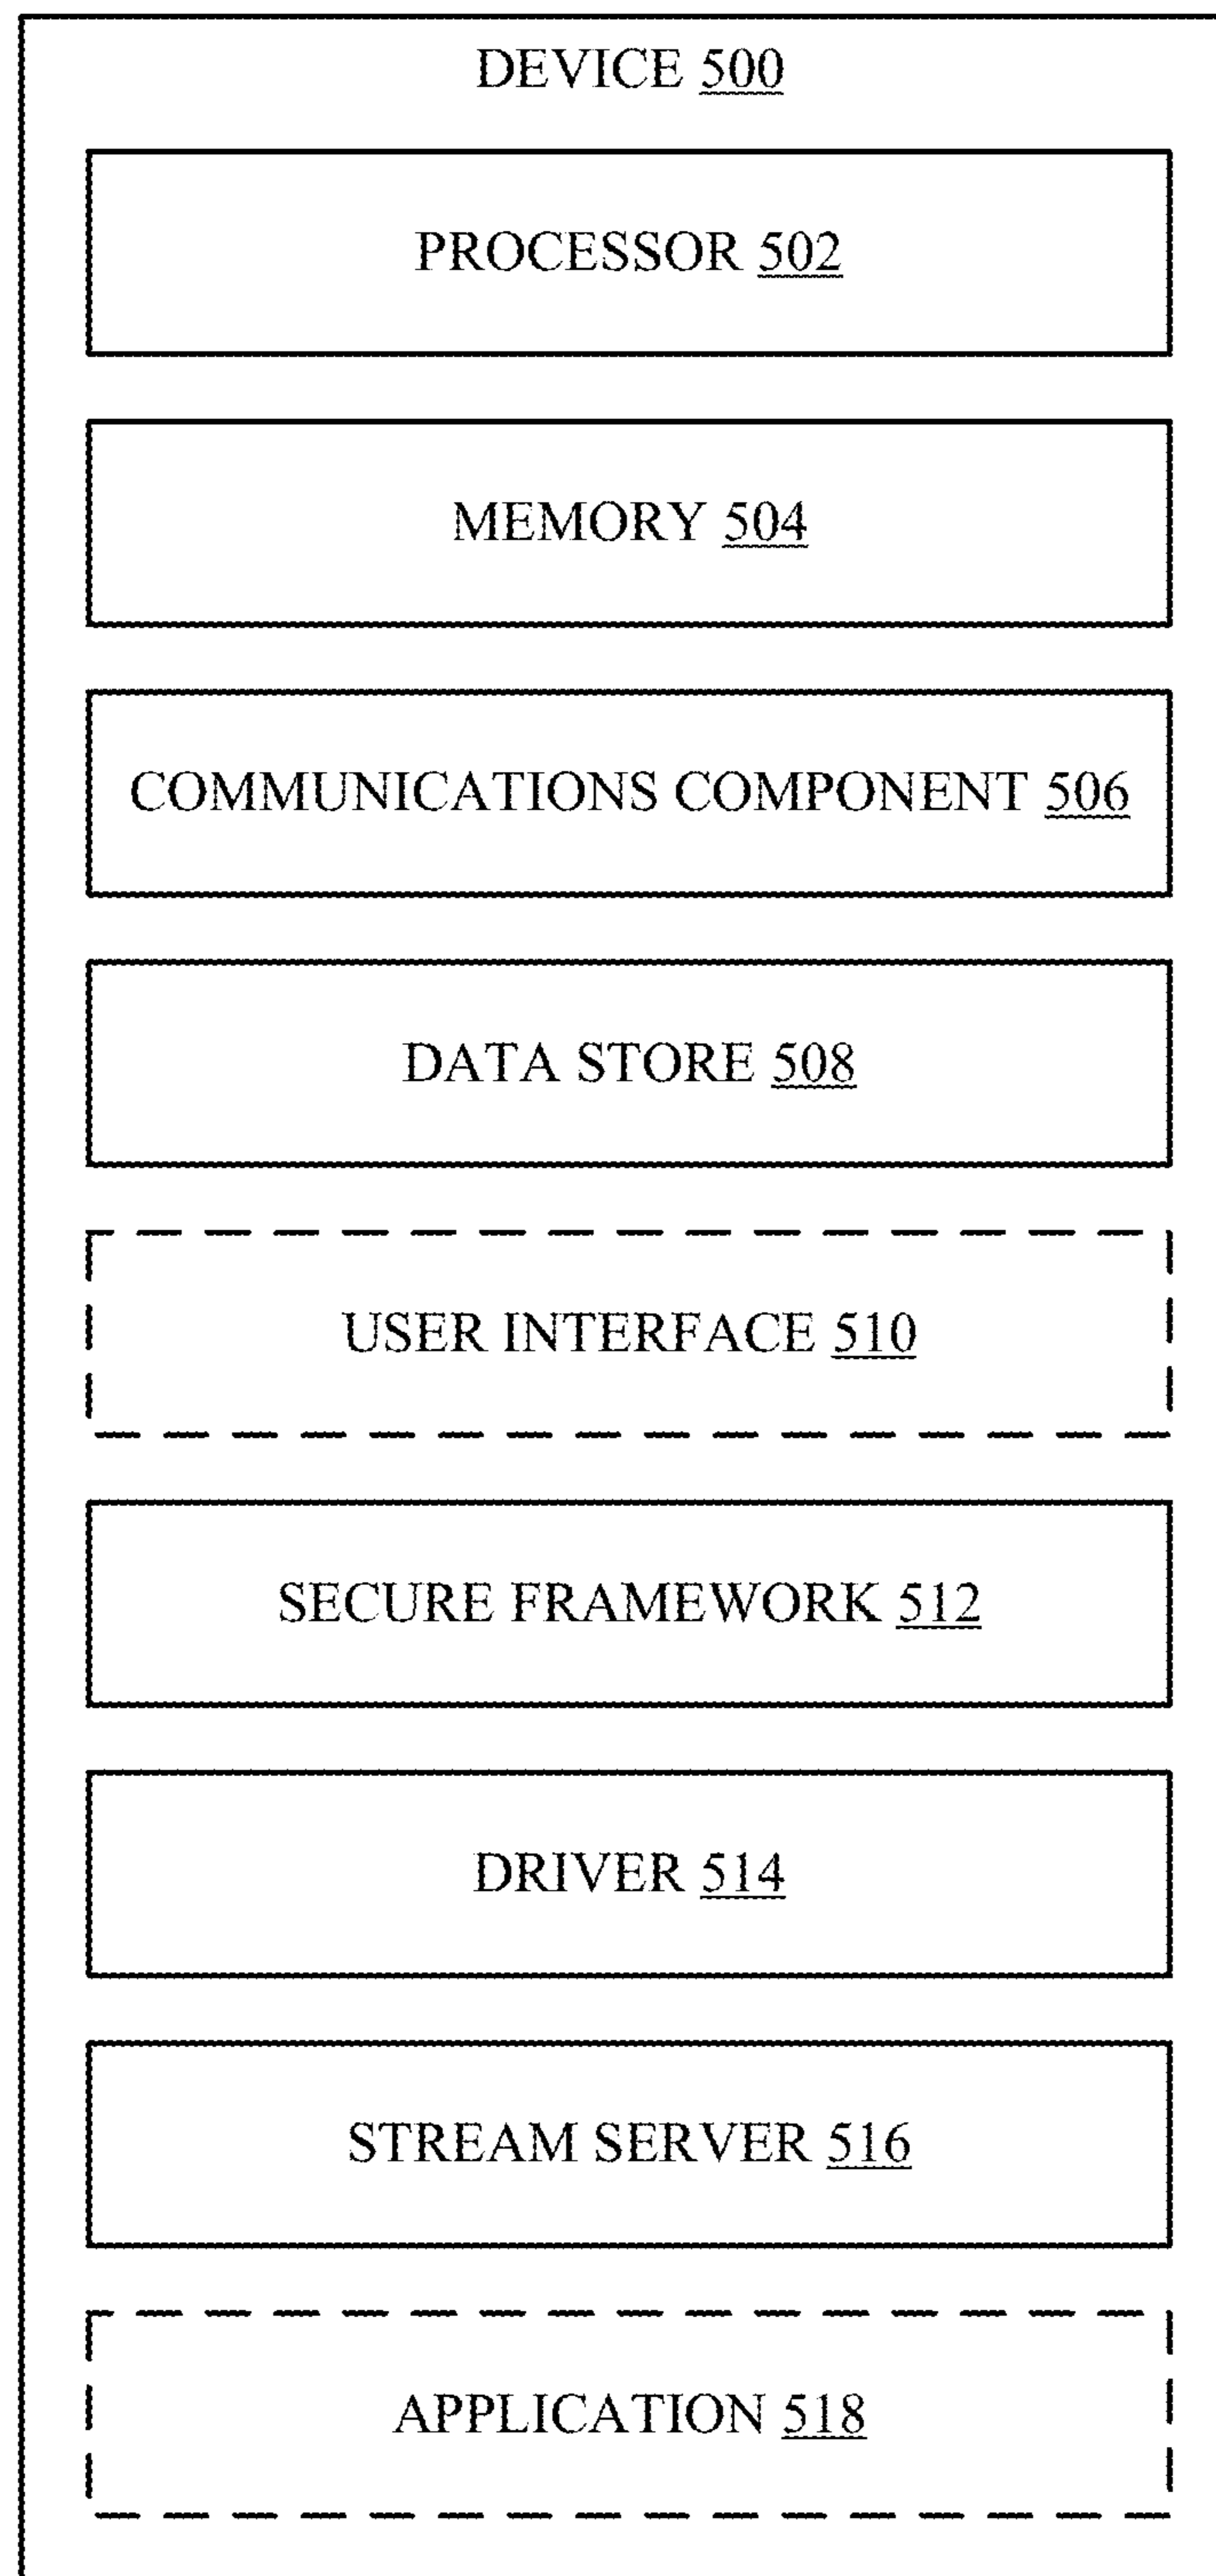 DEVICE 500
PROCESSOR 502
MEMORY 504
COMMUNICATIONS COMPONENT 506
DATA STORE 508
USER INTERFACE 510
SECURE FRAMEWORK 512
DRIVER 514
STREAM SERVER 516
APPLICATION 518